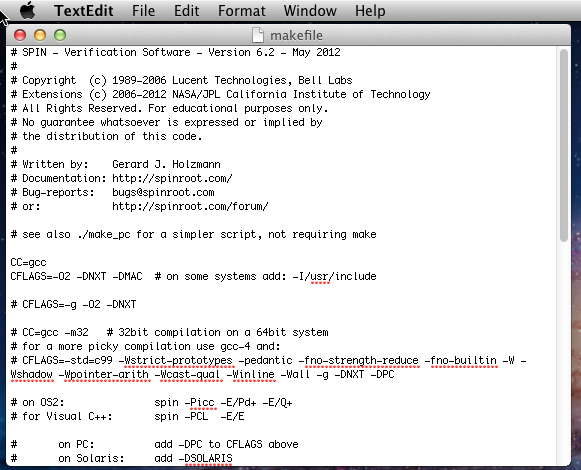 TextEdit File Edit Format Window Help
makefile
# SPIN - Verification Software - Version 6.2 - May 2012
#
# Copyright (c) 1989-2006 Lucent Technologies, Bell Labs
# Extensions (c) 2006-2012 NASA/JPL California Institute of Technology
# All Rights Reserved. For educational purposes only.
# No guarantee whatsoever is expressed or implied by
# the distribution of this code.
#
# Written by: Gerard J. Holzmann
# Documentation: http://spinroot.com/
# Bug-reports: bugs@spinroot.com
# or: http://spinroot.com/forum/
# see also ./make_pc for a simpler script, not requiring make
CC=gcc
CFLAGS=-O2 -DNXT -DMAC # on some systems add: -I/usr/include
# CFLAGS=-g -O2 -DNXT
# CC=gcc -m32 # 32bit compilation on a 64bit system
# for a more picky compilation use gcc-4 and:
# CFLAGS=-std=c99 -Wstrict-prototypes -pedantic -fno-strength-reduce -fno-builtin -W -
Wshadow -Wpointer-arith -Wcast-qual -Winline -Wall -g -DNXT -DPC
# on OS2: spin -Picc -E/Pd+ -E/Q+
# for Visual C++: spin -PCL -E/E
# on PC: add -DPC to CFLAGS above
# on Solaris: add -DSOLARIS